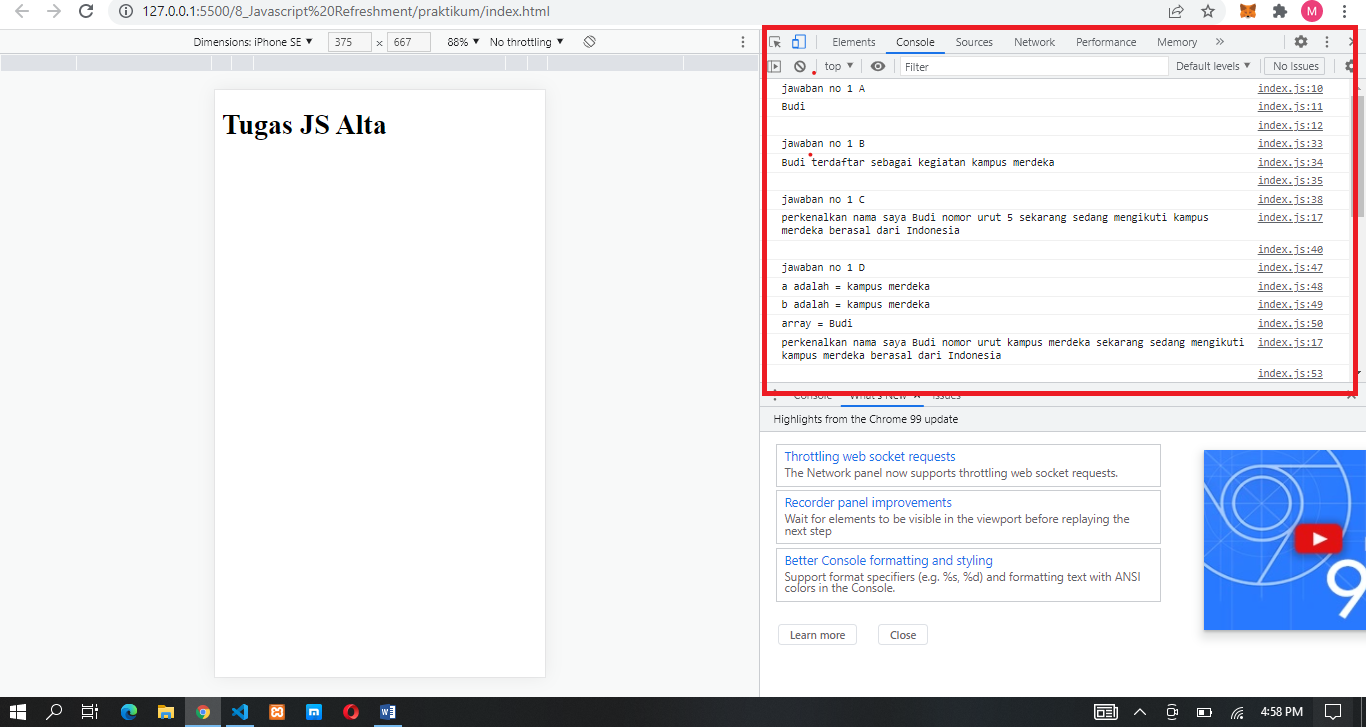 127.0.0.1:5500/8_Javascript%20Refreshment/praktikum/index.html
M
Dimensions: iPhone SE ▼ 375 x 667 88% ▼ No throttling ▼
Tugas JS Alta
Elements Console Sources Network Performance Memory »
top ▼ Filter Default levels ▼ No Issues
jawaban no 1 A index.js:10
Budi index.js:11
index.js:12
jawaban no 1 B index.js:33
Budi terdaftar sebagai kegiatan kampus merdeka index.js:34
index.js:35
jawaban no 1 C index.js:38
perkenalkan nama saya Budi nomor urut 5 sekarang sedang mengikuti kampus index.js:17
merdeka berasal dari Indonesia
index.js:40
jawaban no 1 D index.js:47
a adalah = kampus merdeka index.js:48
b adalah = kampus merdeka index.js:49
array = Budi index.js:50
perkenalkan nama saya Budi nomor urut kampus merdeka sekarang sedang mengikuti index.js:17
kampus merdeka berasal dari Indonesia
index.js:53
Console What's New Issues
Highlights from the Chrome 99 update
Throttling web socket requests
The Network panel now supports throttling web socket requests.
Recorder panel improvements
Wait for elements to be visible in the viewport before replaying the
next step
Better Console formatting and styling
Support format specifiers (e.g. %s, %d) and formatting text with ANSI
colors in the Console.
Learn more Close
9
4:58 PM